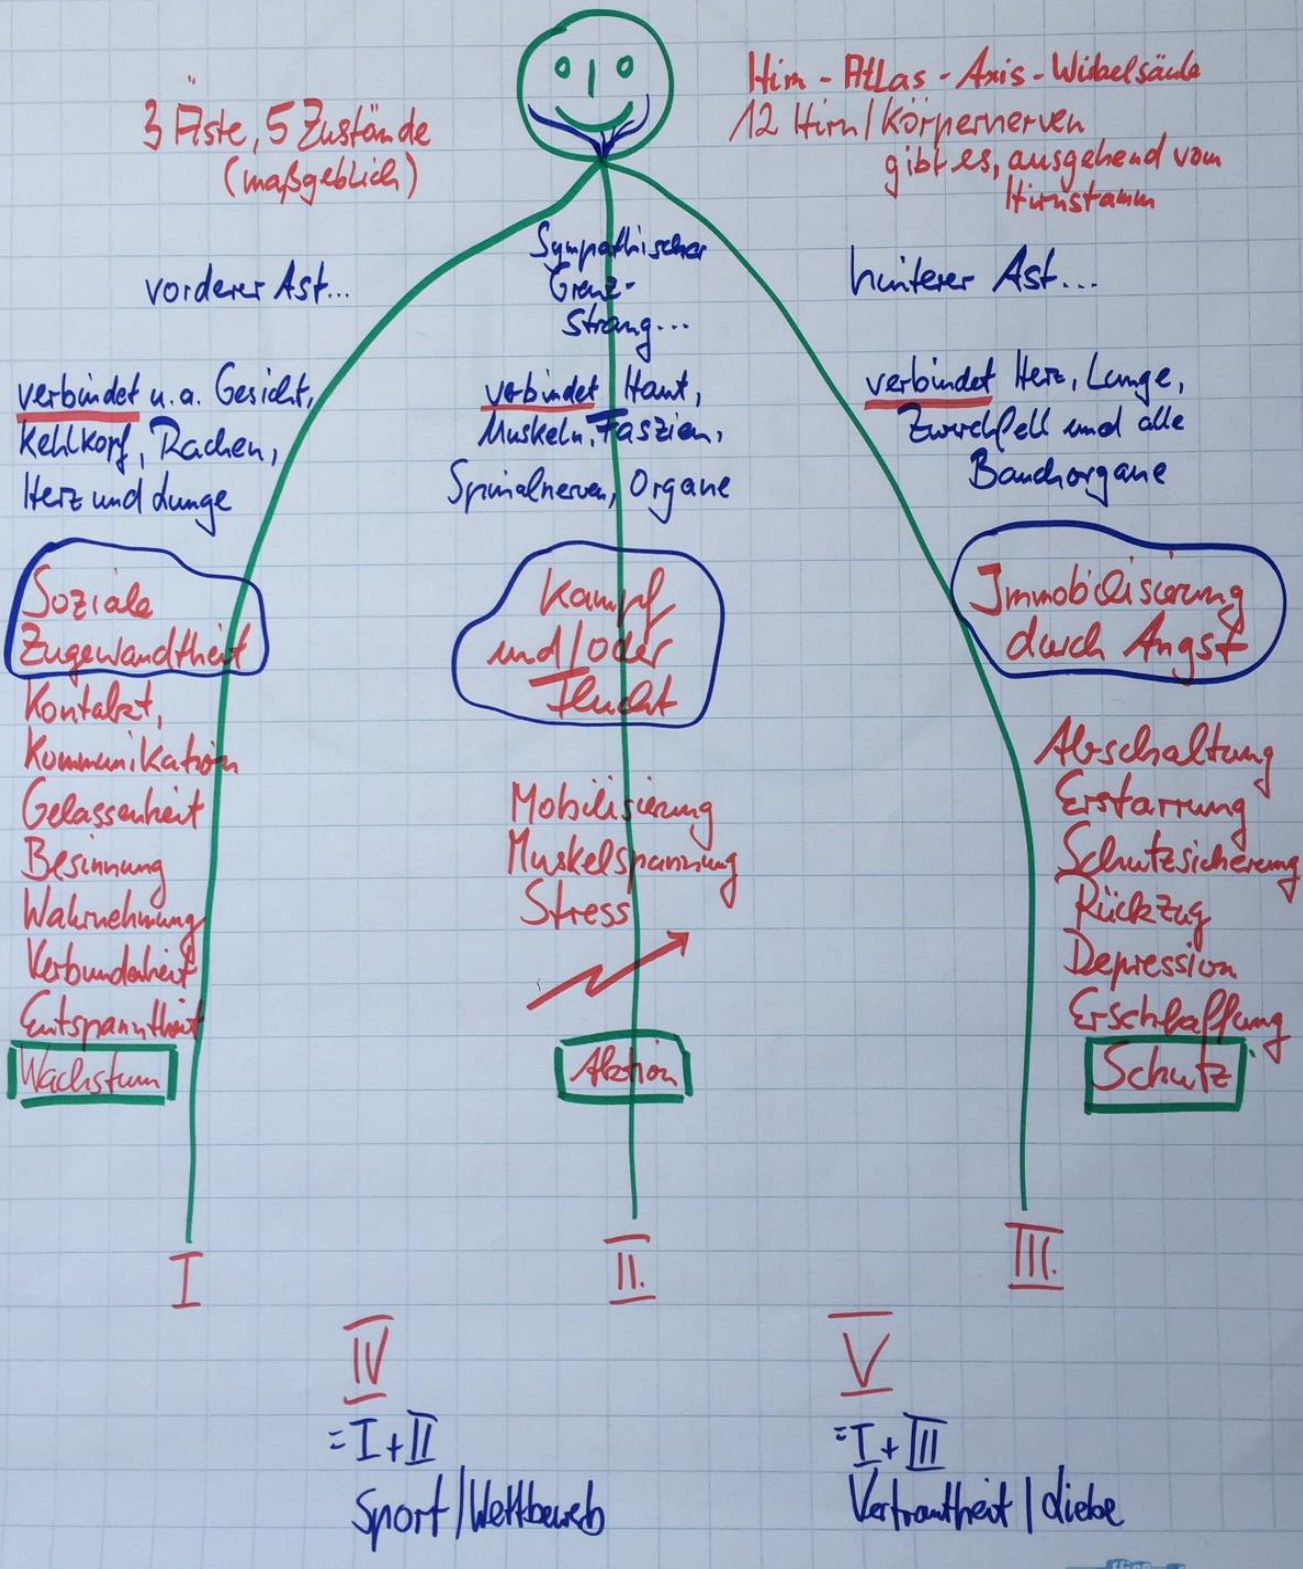 3 Äste, 5 Zustände
(maßgeblich)
Hirn - Atlas - Axis - Wirbelsäule
12 Hirn/Körpernerven
gibt es, ausgehend vom
Hirnstamm
vorderer Ast...
verbindet u.a. Gesicht,
Kehlkopf, Rachen,
Herz und Lunge
Soziale
Zugewandtheit
Kontakt,
Kommunikation
Gelassenheit
Besinnung
Wahrnehmung
Verbundenheit
Entspanntheit
Wachstum
I
Sympathischer
Grenz-
strang...
verbindet Haut,
Muskeln, Faszien,
Spinalnerven, Organe
Kampf
und/oder
Flucht
Mobilisierung
Muskelspannung
Stress
Aktion
II.
hinterer Ast...
verbindet Herz, Lunge,
Zwerchfell und alle
Bauchorgane
Immobilisierung
durch Angst
Abschaltung
Erstarrung
Schutzsicherung
Rückzug
Depression
Erschlaffung
Schutz
III.
IV
= I + II
Sport/Wettbewerb
V
= I + III
Vertrautheit / Liebe